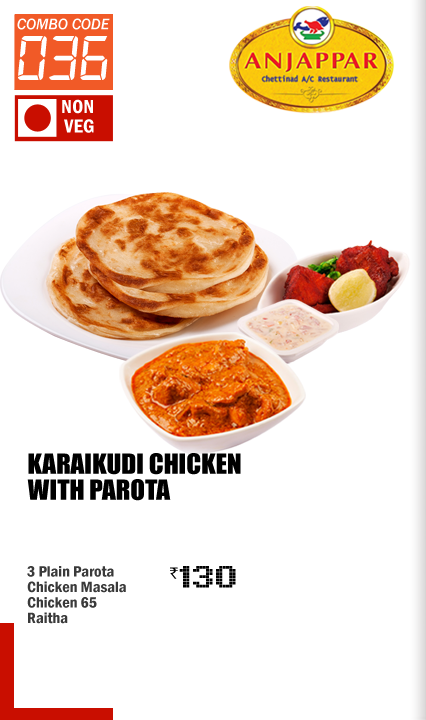 COMBO CODE
036
NON
VEG
ANJAPPAR
Chettinad A/C Restaurant
KARAIKUDI CHICKEN
WITH PAROTA
3 Plain Parota
Chicken Masala
Chicken 65
Raitha
₹130